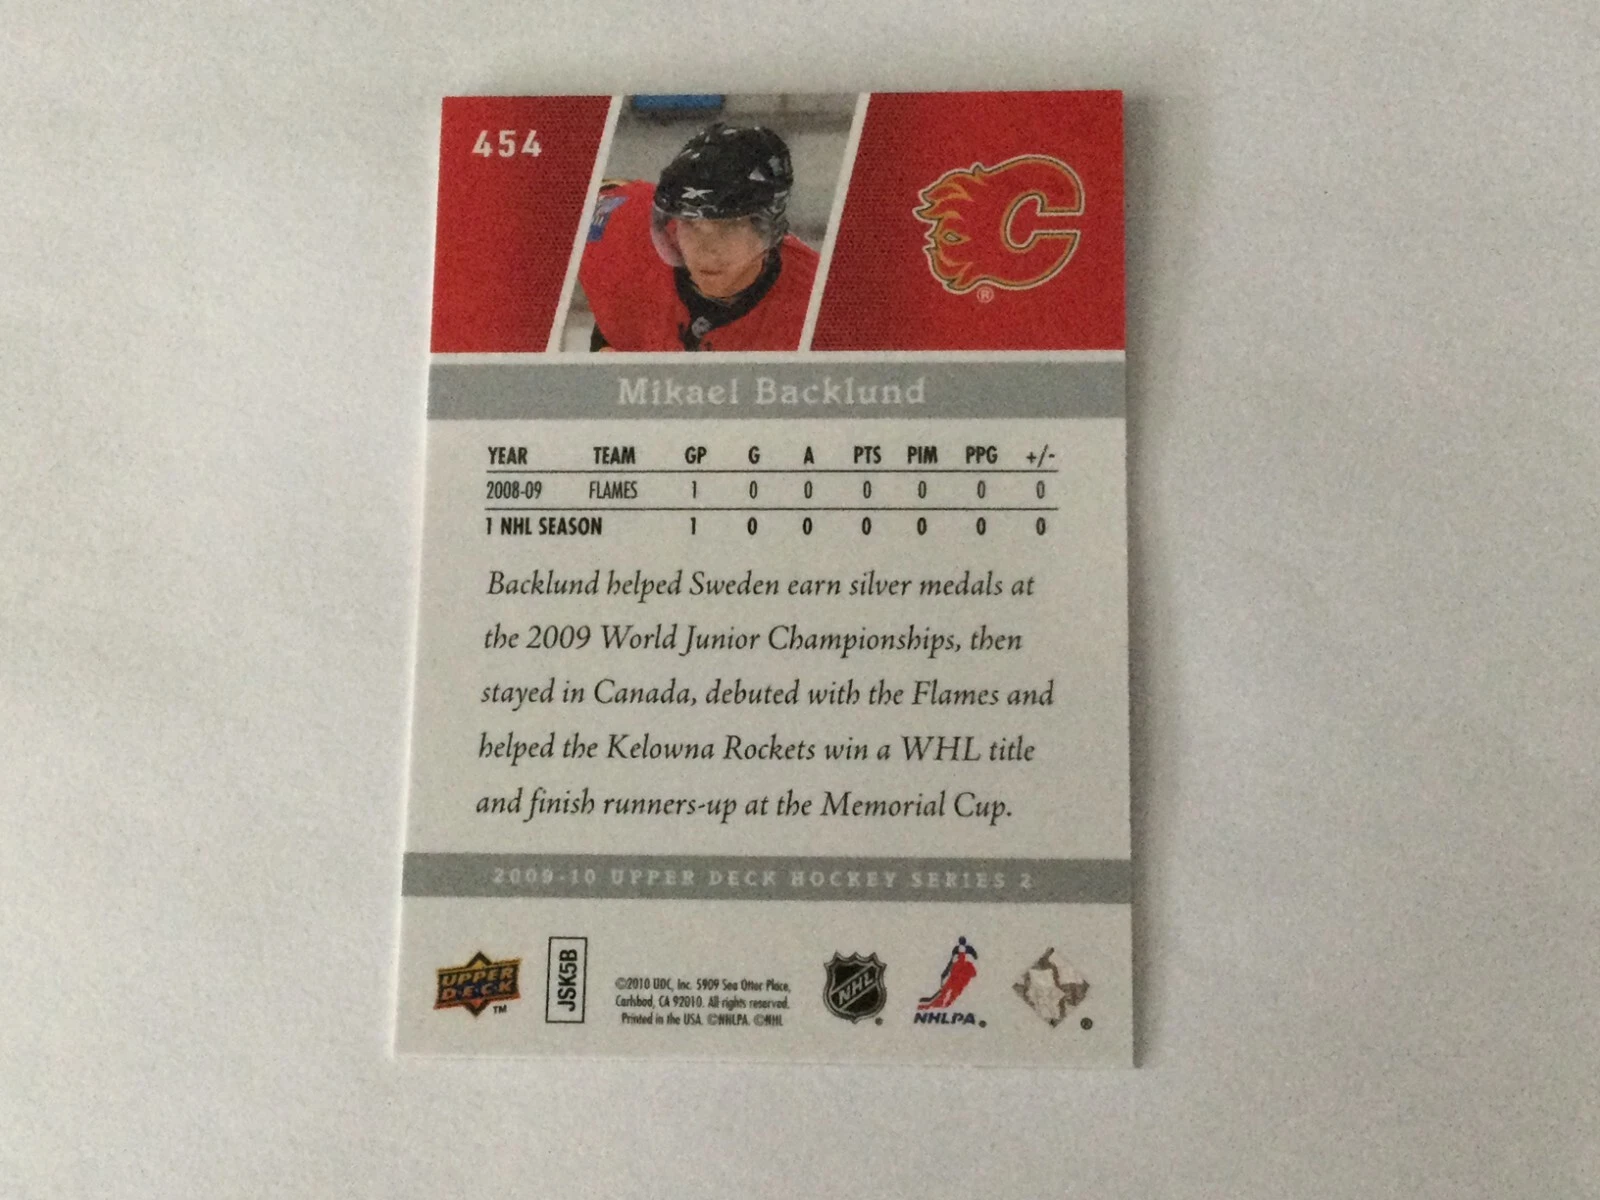 454
®
Mikael Backlund
YEAR TEAM GP G A PTS PIM PPG +/-
2008-09 FLAMES 1 0 0 0 0 0 0
1 NHL SEASON 1 0 0 0 0 0 0
Backlund helped Sweden earn silver medals at
the 2009 World Junior Championships, then
stayed in Canada, debuted with the Flames and
helped the Kelowna Rockets win a WHL title
and finish runners-up at the Memorial Cup.
2009-10 UPPER DECK HOCKEY SERIES 2
UPPER DECK ™
JSK5B
©2010 UDC, Inc. 5909 Sea Otter Place,
Carlsbad, CA 92010. All rights reserved.
Printed in the USA. ©NHLPA. ©NHL
NHL ®
NHLPA ®
®